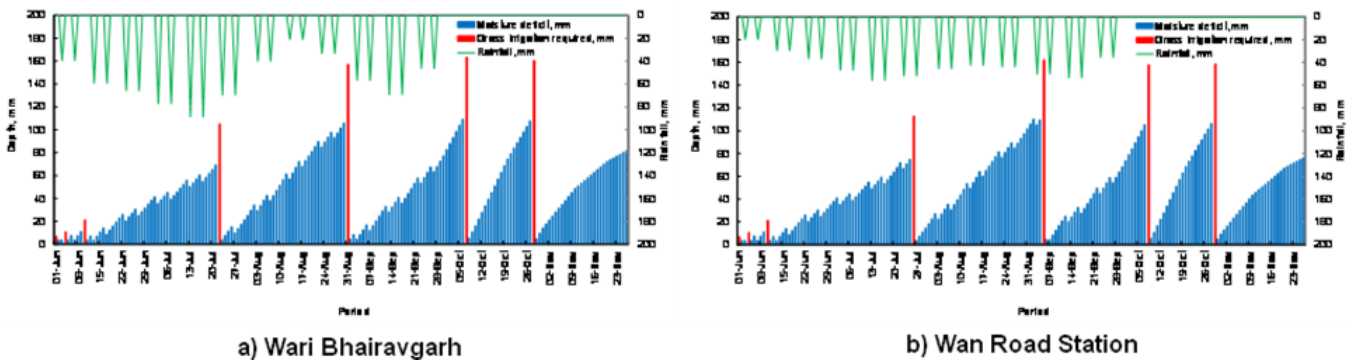 200
180
160
140
120
100
80
60
40
20
0
Depth, mm
Moisture deficit, mm
Gross irrigation required, mm
Rainfall, mm
0
20
40
60
80
100
120
140
160
180
200
Rainfall, mm
01-Jun
08-Jun
15-Jun
22-Jun
29-Jun
06-Jul
13-Jul
20-Jul
27-Jul
03-Aug
10-Aug
17-Aug
24-Aug
31-Aug
07-Sep
14-Sep
21-Sep
28-Sep
05-Oct
12-Oct
19-Oct
26-Oct
02-Nov
09-Nov
16-Nov
23-Nov
Period
a) Wari Bhairavgarh
200
180
160
140
120
100
80
60
40
20
0
Depth, mm
Moisture deficit, mm
Gross irrigation required, mm
Rainfall, mm
0
20
40
60
80
100
120
140
160
180
200
Rainfall, mm
01-Jun
08-Jun
15-Jun
22-Jun
29-Jun
06-Jul
13-Jul
20-Jul
27-Jul
03-Aug
10-Aug
17-Aug
24-Aug
31-Aug
07-Sep
14-Sep
21-Sep
28-Sep
05-Oct
12-Oct
19-Oct
26-Oct
02-Nov
09-Nov
16-Nov
23-Nov
Period
b) Wan Road Station